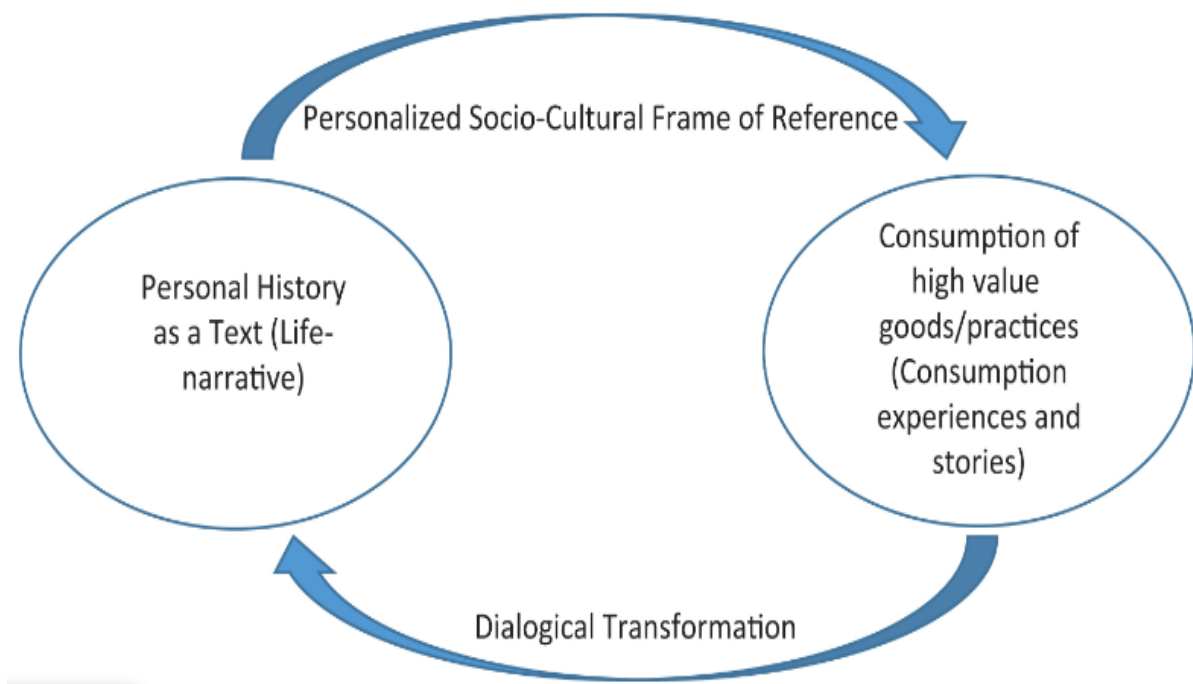 Personalized Socio-Cultural Frame of Reference
Personal History
as a Text (Life-
narrative)
Consumption of
high value
goods/practices
(Consumption
experiences and
stories)
Dialogical Transformation